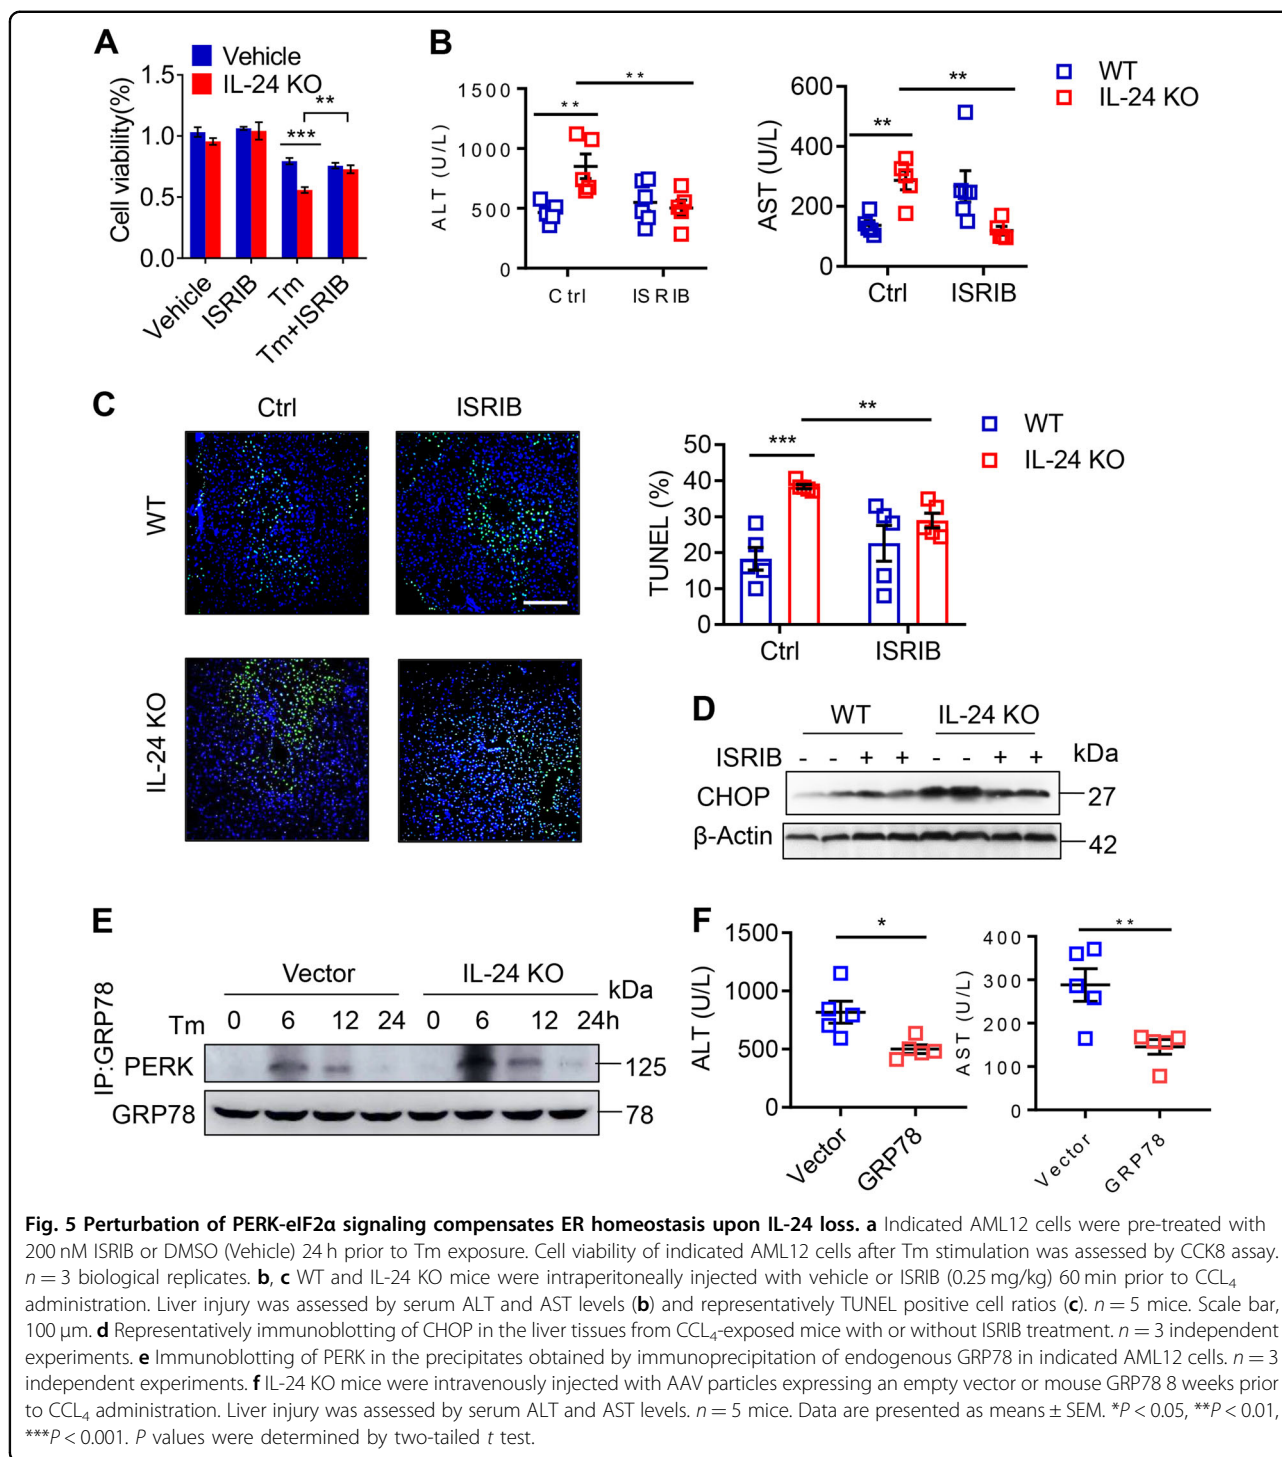 A
Vehicle
IL-24 KO
Cell viability(%)
1.5
1.0
0.5
0.0
***
**
Vehicle
ISRIB
Tm
Tm+ISRIB
B
ALT (U/L)
1500
1000
500
0
**
**
Ctrl
ISRIB
AST (U/L)
600
400
200
0
**
**
Ctrl
ISRIB
WT
IL-24 KO
C
Ctrl
ISRIB
WT
IL-24 KO
TUNEL (%)
50
40
30
20
10
0
***
**
Ctrl
ISRIB
WT
IL-24 KO
D
WT
IL-24 KO
ISRIB - - + + - - + + kDa
CHOP 27
β-Actin 42
E
Vector
IL-24 KO
kDa
Tm 0 6 12 24 0 6 12 24h
IP:GRP78
PERK 125
GRP78 78
F
ALT (U/L)
1500
1000
500
0
*
Vector
GRP78
AST (U/L)
400
300
200
100
0
**
Vector
GRP78
Fig. 5 Perturbation of PERK-eIF2α signaling compensates ER homeostasis upon IL-24 loss. a Indicated AML12 cells were pre-treated with
200 nM ISRIB or DMSO (Vehicle) 24 h prior to Tm exposure. Cell viability of indicated AML12 cells after Tm stimulation was assessed by CCK8 assay.
n = 3 biological replicates. b, c WT and IL-24 KO mice were intraperitoneally injected with vehicle or ISRIB (0.25 mg/kg) 60 min prior to CCL₄
administration. Liver injury was assessed by serum ALT and AST levels (b) and representatively TUNEL positive cell ratios (c). n = 5 mice. Scale bar,
100 μm. d Representatively immunoblotting of CHOP in the liver tissues from CCL₄-exposed mice with or without ISRIB treatment. n = 3 independent
experiments. e Immunoblotting of PERK in the precipitates obtained by immunoprecipitation of endogenous GRP78 in indicated AML12 cells. n = 3
independent experiments. f IL-24 KO mice were intravenously injected with AAV particles expressing an empty vector or mouse GRP78 8 weeks prior
to CCL₄ administration. Liver injury was assessed by serum ALT and AST levels. n = 5 mice. Data are presented as means ± SEM. *P < 0.05, **P < 0.01,
***P < 0.001. P values were determined by two-tailed t test.